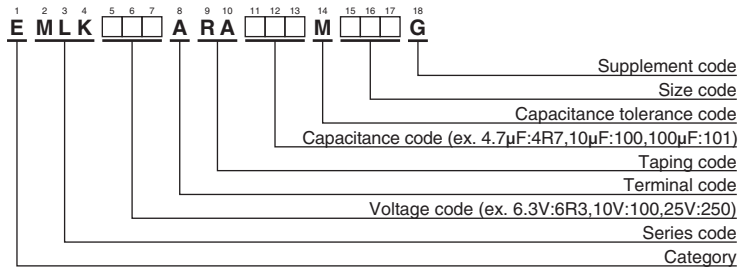 1 2 3 4 5 6 7 8 9 10 11 12 13 14 15 16 17 18
E MLK A RA M G
Supplement code
Size code
Capacitance tolerance code
Capacitance code (ex. 4.7µF:4R7,10µF:100,100µF:101)
Taping code
Terminal code
Voltage code (ex. 6.3V:6R3,10V:100,25V:250)
Series code
Category